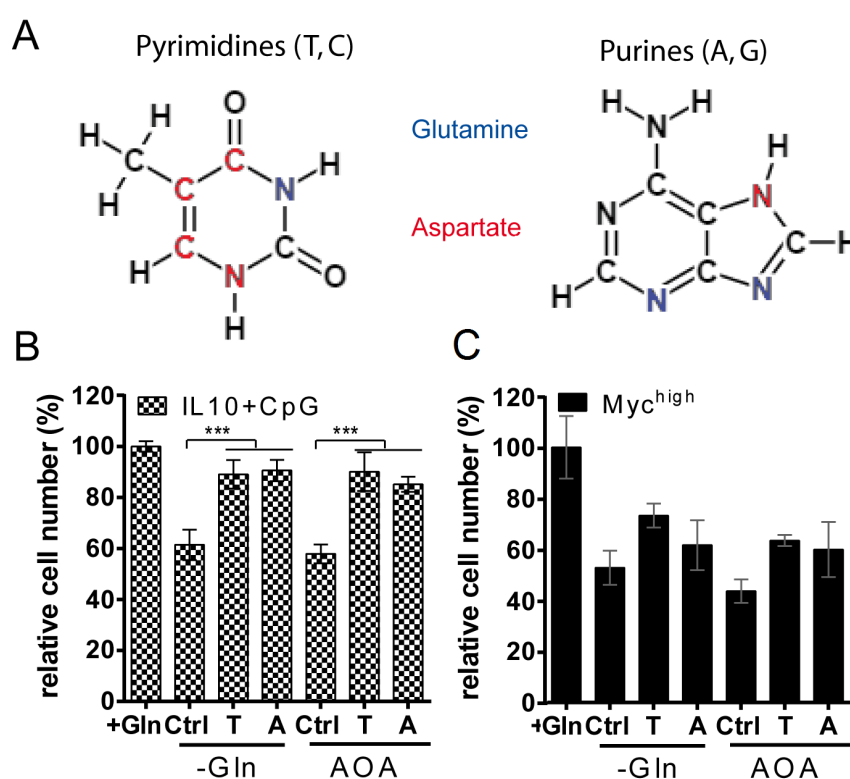 A
Pyrimidines (T, C)
Purines (A, G)
Glutamine
Aspartate
O
H
H
H
C
C
C
N
H
C
C
N
H
H
O
H
H
N
H
N
C
C
N
C
C
N
N
C
H
H
B
IL10+CpG
relative cell number (%)
120
100
80
60
40
20
0
***
***
+Gln Ctrl T A Ctrl T A
-Gln AOA
C
Myc^high
relative cell number (%)
120
100
80
60
40
20
0
+Gln Ctrl T A Ctrl T A
-Gln AOA